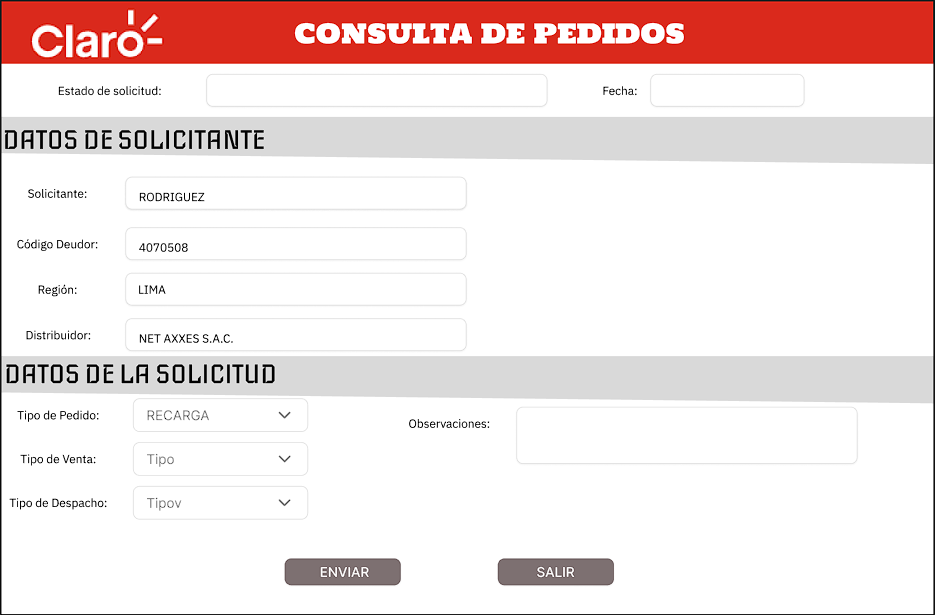 Claro
CONSULTA DE PEDIDOS
Estado de solicitud:
Fecha:
DATOS DE SOLICITANTE
Solicitante: RODRIGUEZ
Código Deudor: 4070508
Región: LIMA
Distribuidor: NET AXXES S.A.C.
DATOS DE LA SOLICITUD
Tipo de Pedido: RECARGA
Observaciones:
Tipo de Venta: Tipo
Tipo de Despacho: Tipov
ENVIAR
SALIR